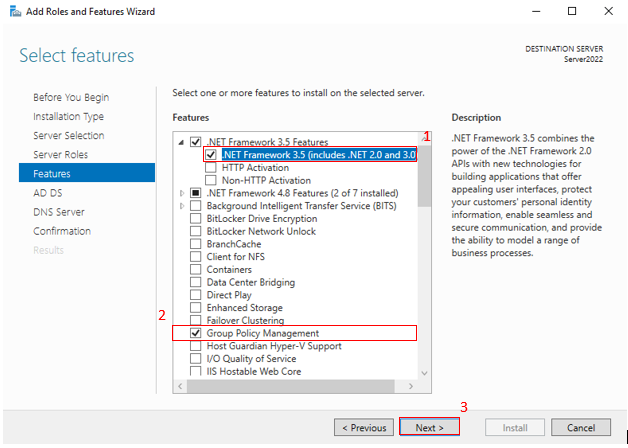 Add Roles and Features Wizard
Select features
DESTINATION SERVER
Server2022
Before You Begin
Installation Type
Server Selection
Server Roles
Features
AD DS
DNS Server
Confirmation
Results
Select one or more features to install on the selected server.
Features
1
.NET Framework 3.5 Features
.NET Framework 3.5 (includes .NET 2.0 and 3.0)
HTTP Activation
Non-HTTP Activation
.NET Framework 4.8 Features (2 of 7 installed)
Background Intelligent Transfer Service (BITS)
BitLocker Drive Encryption
BitLocker Network Unlock
BranchCache
Client for NFS
Containers
Data Center Bridging
Direct Play
Enhanced Storage
Failover Clustering
2
Group Policy Management
Host Guardian Hyper-V Support
I/O Quality of Service
IIS Hostable Web Core
Description
.NET Framework 3.5 combines the
power of the .NET Framework 2.0
APIs with new technologies for
building applications that offer
appealing user interfaces, protect
your customers' personal identity
information, enable seamless and
secure communication, and provide
the ability to model a range of
business processes.
3
< Previous
Next >
Install
Cancel